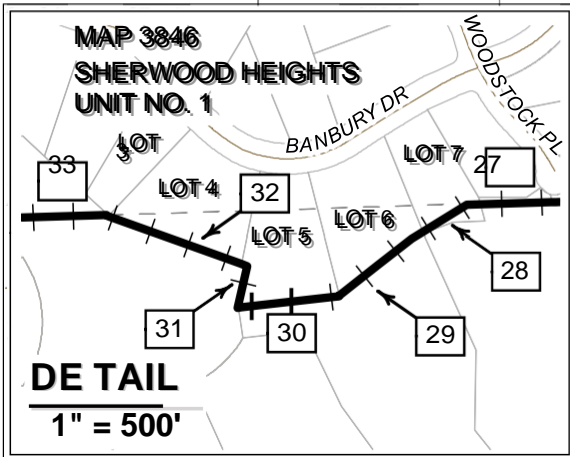 MAP 3846
SHERWOOD HEIGHTS
UNIT NO. 1
WOODSTOCK PL
BANBURY DR
LOT
3
LOT 7
27
33
LOT 4
32
LOT 6
LOT 5
28
31
30
29
DE TAIL
1" = 500'